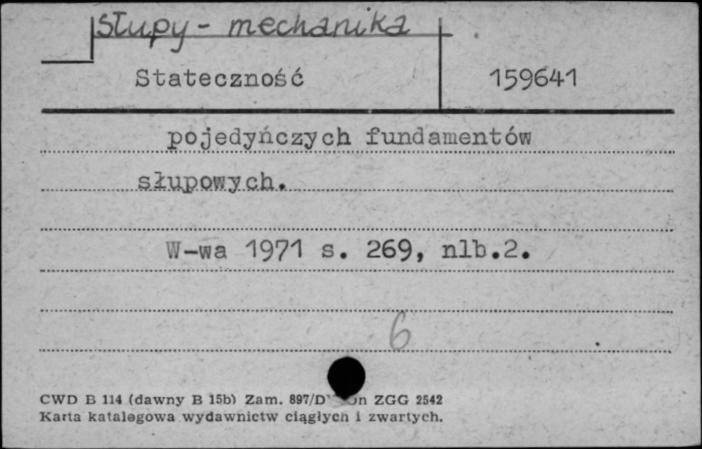 słupy - mechanika
Stateczność 159641
pojedyńczych fundamentów
słupowych.
W-wa 1971 s. 269, nlb.2.
6
CWD B 114 (dawny B 15b) Zam. 897/D ZGG 2542
Karta katalogowa wydawnictw ciągłych i zwartych.